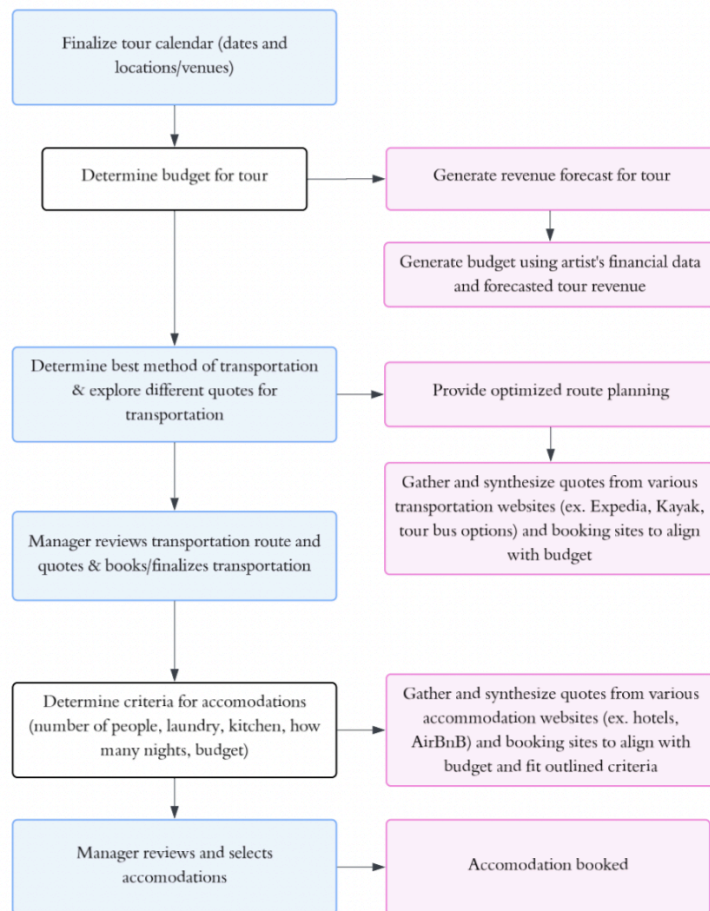 Finalize tour calendar (dates and
locations/venues)
Determine budget for tour
Generate revenue forecast for tour
Generate budget using artist's financial data
and forecasted tour revenue
Determine best method of transportation
& explore different quotes for
transportation
Provide optimized route planning
Gather and synthesize quotes from various
transportation websites (ex. Expedia, Kayak,
tour bus options) and booking sites to align
with budget
Manager reviews transportation route and
quotes & books/finalizes transportation
Determine criteria for accomodations
(number of people, laundry, kitchen, how
many nights, budget)
Gather and synthesize quotes from various
accommodation websites (ex. hotels,
AirBnB) and booking sites to align with
budget and fit outlined criteria
Manager reviews and selects
accomodations
Accomodation booked